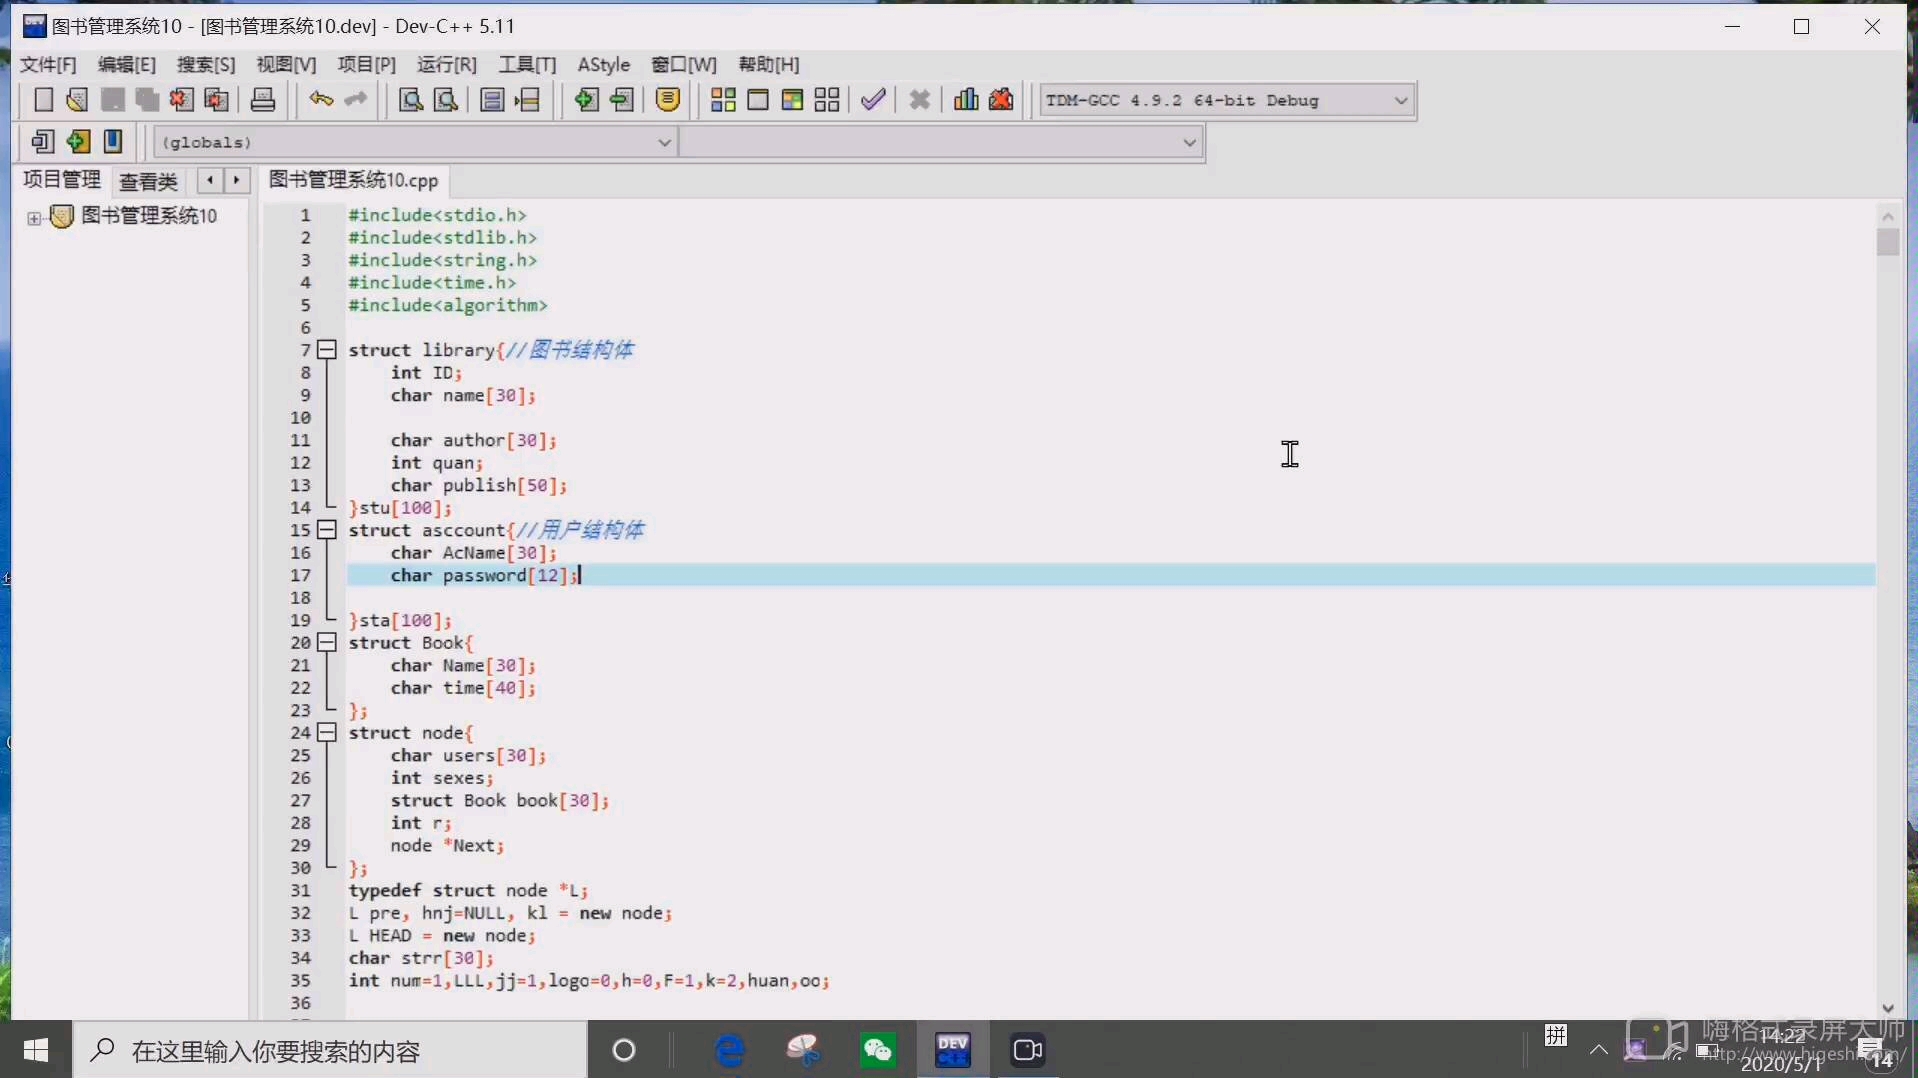 图书管理系统10 - [图书管理系统10.dev] - Dev-C++ 5.11
文件[F] 编辑[E] 搜索[S] 视图[V] 项目[P] 运行[R] 工具[T] AStyle 窗口[W] 帮助[H]
TDM-GCC 4.9.2 64-bit Debug
(globals)
项目管理 查看类 图书管理系统10.cpp
图书管理系统10
1 #include<stdio.h>
2 #include<stdlib.h>
3 #include<string.h>
4 #include<time.h>
5 #include<algorithm>
6
7 struct library{//图书结构体
8 int ID;
9 char name[30];
10
11 char author[30];
12 int quan;
13 char publish[50];
14 }stu[100];
15 struct asccount{//用户结构体
16 char AcName[30];
17 char password[12];
18
19 }sta[100];
20 struct Book{
21 char Name[30];
22 char time[40];
23 };
24 struct node{
25 char users[30];
26 int sexes;
27 struct Book book[30];
28 int r;
29 node *Next;
30 };
31 typedef struct node *L;
32 L pre, hnj=NULL, kl = new node;
33 L HEAD = new node;
34 char strr[30];
35 int num=1,LLL,jj=1,logo=0,h=0,F=1,k=2,huan,oo;
36
在这里输入你要搜索的内容
DEV C++
拼
嗨格式录屏大师
14:22
http://www.higeshi.com/
2020/5/1
14